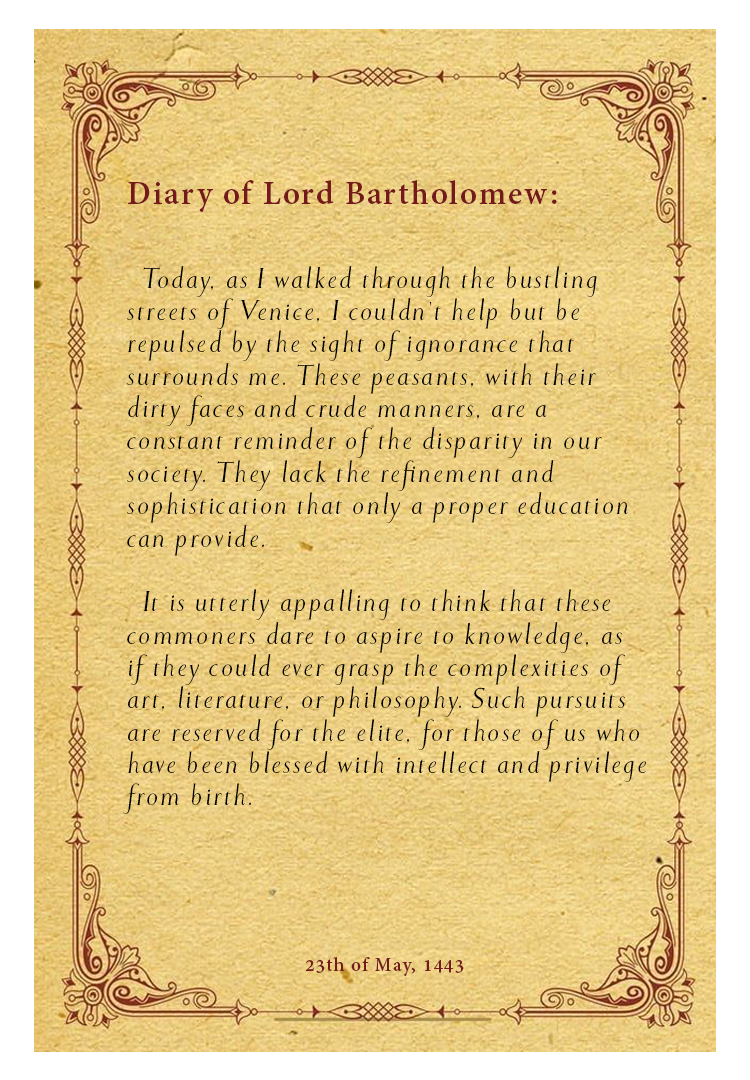 Diary of Lord Bartholomew:
Today, as I walked through the bustling
streets of Venice, I couldn't help but be
repulsed by the sight of ignorance that
surrounds me. These peasants, with their
dirty faces and crude manners, are a
constant reminder of the disparity in our
society. They lack the refinement and
sophistication that only a proper education
can provide.
It is utterly appalling to think that these
commoners dare to aspire to knowledge, as
if they could ever grasp the complexities of
art, literature, or philosophy. Such pursuits
are reserved for the elite, for those of us who
have been blessed with intellect and privilege
from birth.
23th of May, 1443